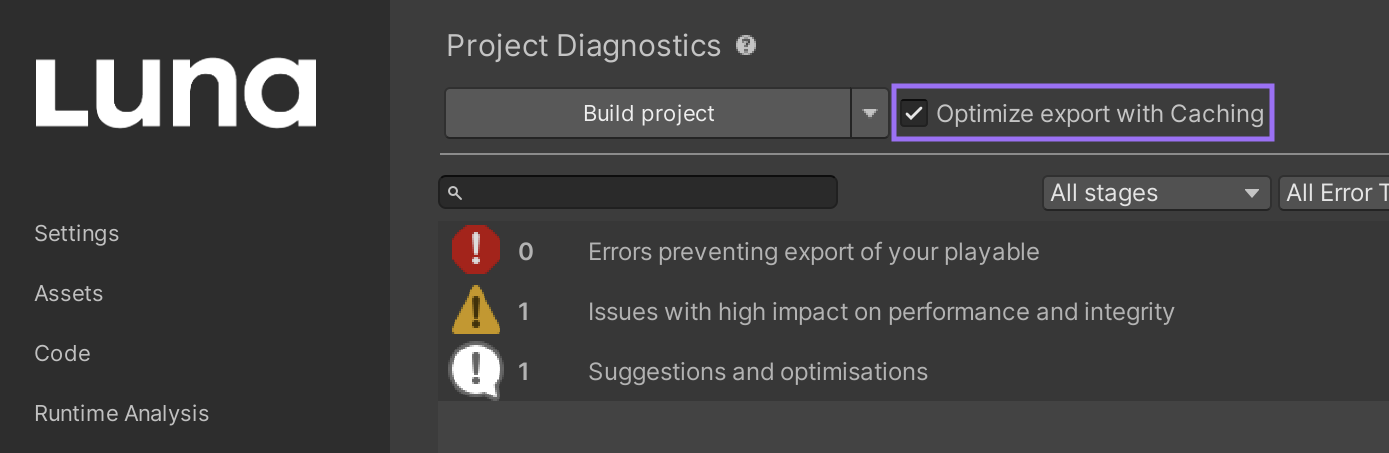 Luna
Project Diagnostics
Build project
Optimize export with Caching
All stages
All Error T
Settings
0 Errors preventing export of your playable
Assets
1 Issues with high impact on performance and integrity
Code
1 Suggestions and optimisations
Runtime Analysis